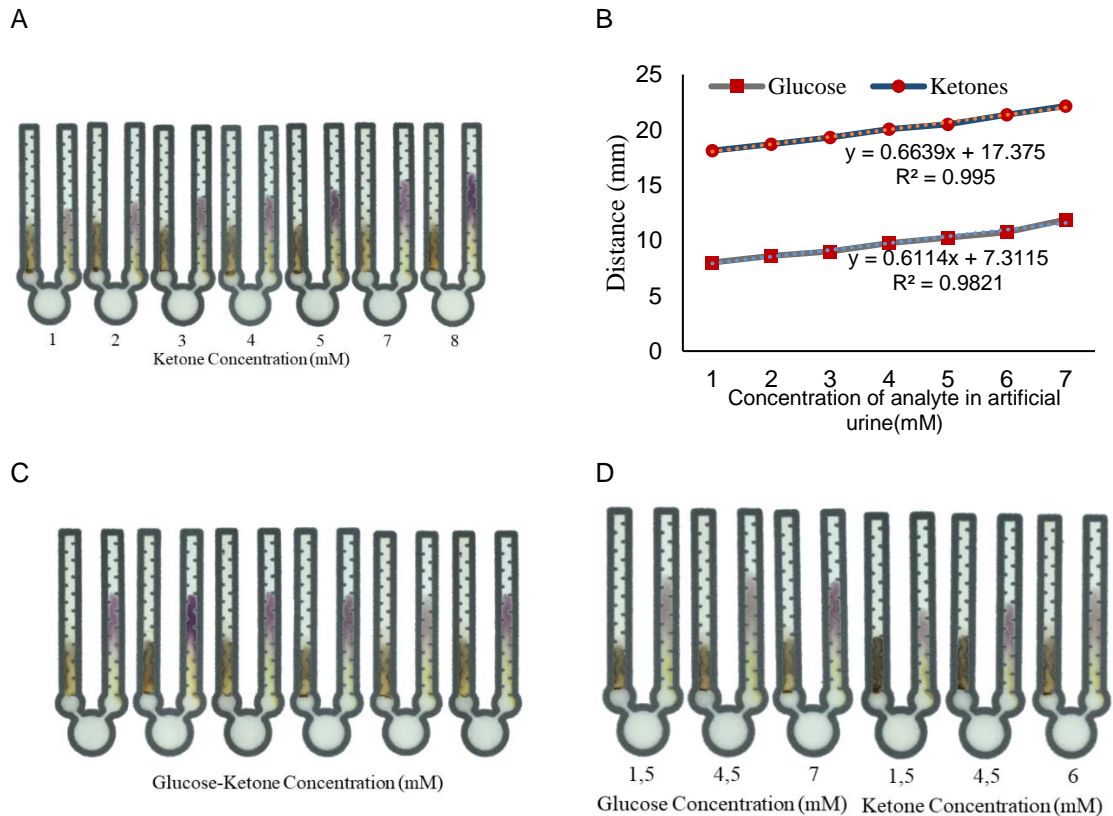 A
1 2 3 4 5 7 8
Ketone Concentration (mM)
B
25
20
15
10
5
0
Glucose Ketones
y = 0.6639x + 17.375
R² = 0.995
y = 0.6114x + 7.3115
R² = 0.9821
Distance (mm)
1 2 3 4 5 6 7
Concentration of analyte in artificial
urine(mM)
C
Glucose-Ketone Concentration (mM)
D
1,5 4,5 7 1,5 4,5 6
Glucose Concentration (mM) Ketone Concentration (mM)